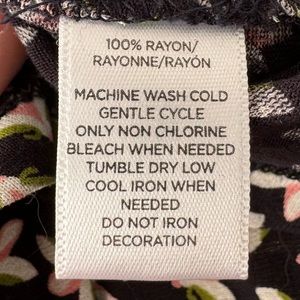 100% RAYON/
RAYONNE/RAYÓN
MACHINE WASH COLD
GENTLE CYCLE
ONLY NON CHLORINE
BLEACH WHEN NEEDED
TUMBLE DRY LOW
COOL IRON WHEN
NEEDED
DO NOT IRON
DECORATION